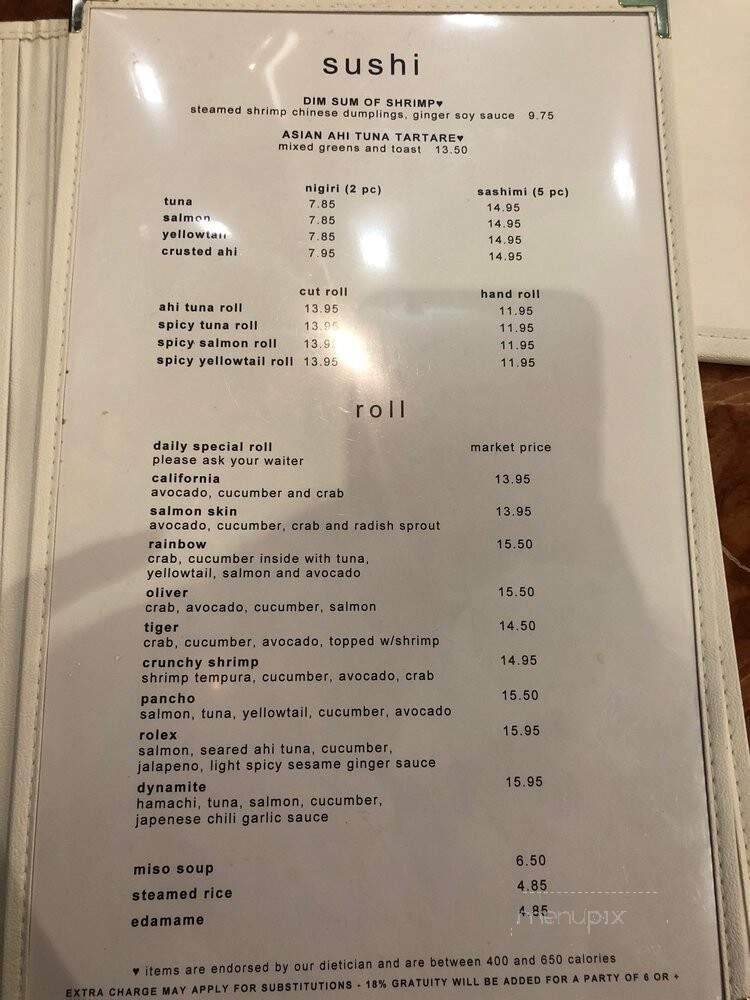 sushi
DIM SUM OF SHRIMP♥
steamed shrimp chinese dumplings, ginger soy sauce 9.75
ASIAN AHI TUNA TARTARE♥
mixed greens and toast 13.50
nigiri (2 pc) sashimi (5 pc)
tuna 7.85 14.95
salmon 7.85 14.95
yellowtail 7.85 14.95
crusted ahi 7.95 14.95
cut roll hand roll
ahi tuna roll 13.95 11.95
spicy tuna roll 13.95 11.95
spicy salmon roll 13.9 11.95
spicy yellowtail roll 13.95 11.95
roll
daily special roll market price
please ask your waiter
california 13.95
avocado, cucumber and crab
salmon skin 13.95
avocado, cucumber, crab and radish sprout
rainbow 15.50
crab, cucumber inside with tuna,
yellowtail, salmon and avocado
oliver 15.50
crab, avocado, cucumber, salmon
tiger 14.50
crab, cucumber, avocado, topped w/shrimp
crunchy shrimp 14.95
shrimp tempura, cucumber, avocado, crab
pancho 15.50
salmon, tuna, yellowtail, cucumber, avocado
rolex 15.95
salmon, seared ahi tuna, cucumber,
jalapeno, light spicy sesame ginger sauce
dynamite 15.95
hamachi, tuna, salmon, cucumber,
japenese chili garlic sauce
miso soup 6.50
steamed rice 4.85
edamame 4.85
menupix
♥ items are endorsed by our dietician and are between 400 and 650 calories
EXTRA CHARGE MAY APPLY FOR SUBSTITUTIONS - 18% GRATUITY WILL BE ADDED FOR A PARTY OF 6 OR +